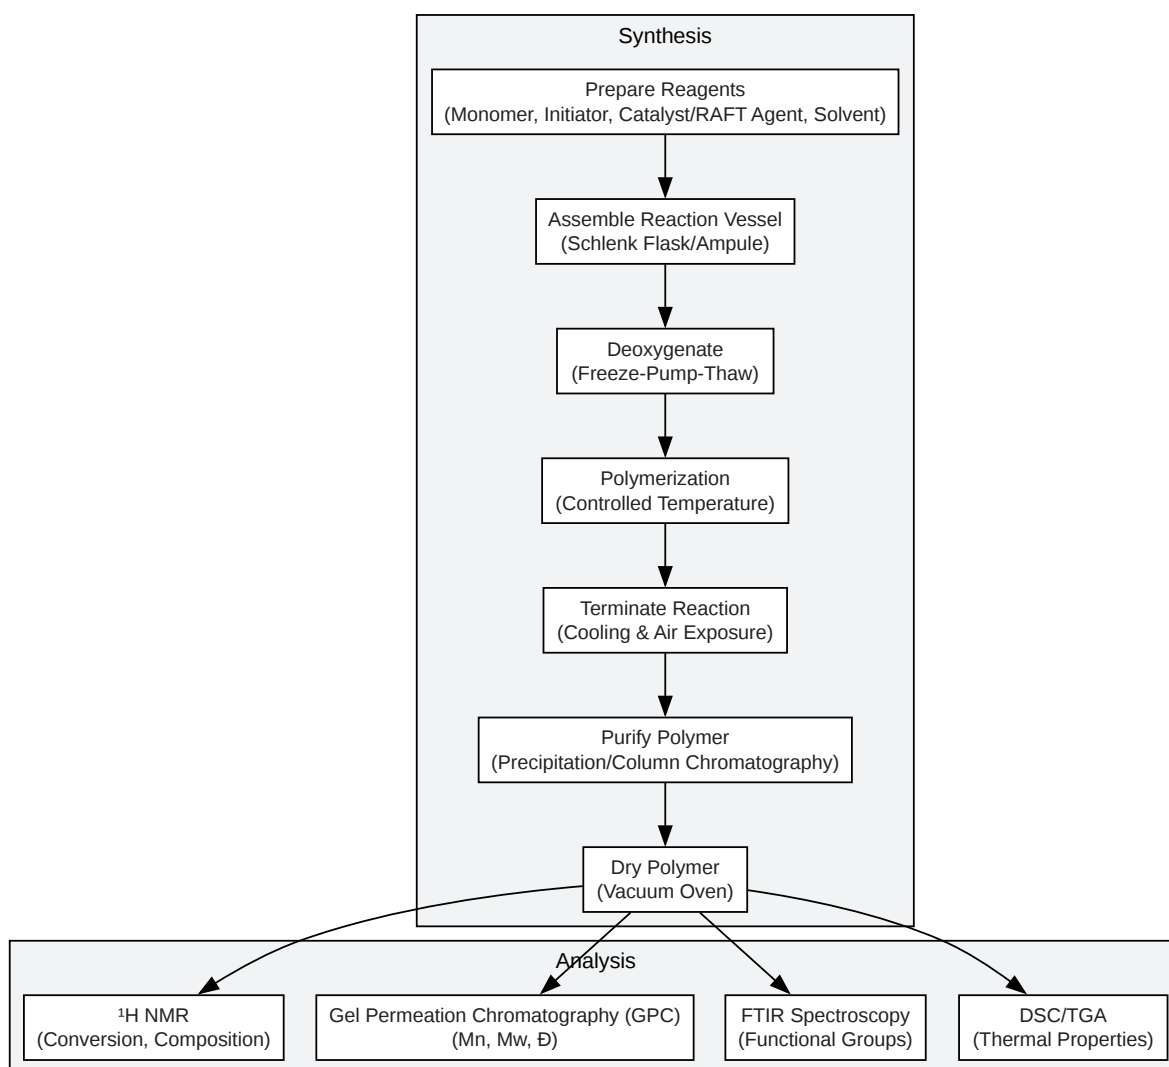 Synthesis
Prepare Reagents
(Monomer, Initiator, Catalyst/RAFT Agent, Solvent)
Assemble Reaction Vessel
(Schlenk Flask/Ampule)
Deoxygenate
(Freeze-Pump-Thaw)
Polymerization
(Controlled Temperature)
Terminate Reaction
(Cooling & Air Exposure)
Purify Polymer
(Precipitation/Column Chromatography)
Dry Polymer
(Vacuum Oven)
Analysis
¹H NMR
(Conversion, Composition)
Gel Permeation Chromatography (GPC)
(Mn, Mw, Đ)
FTIR Spectroscopy
(Functional Groups)
DSC/TGA
(Thermal Properties)